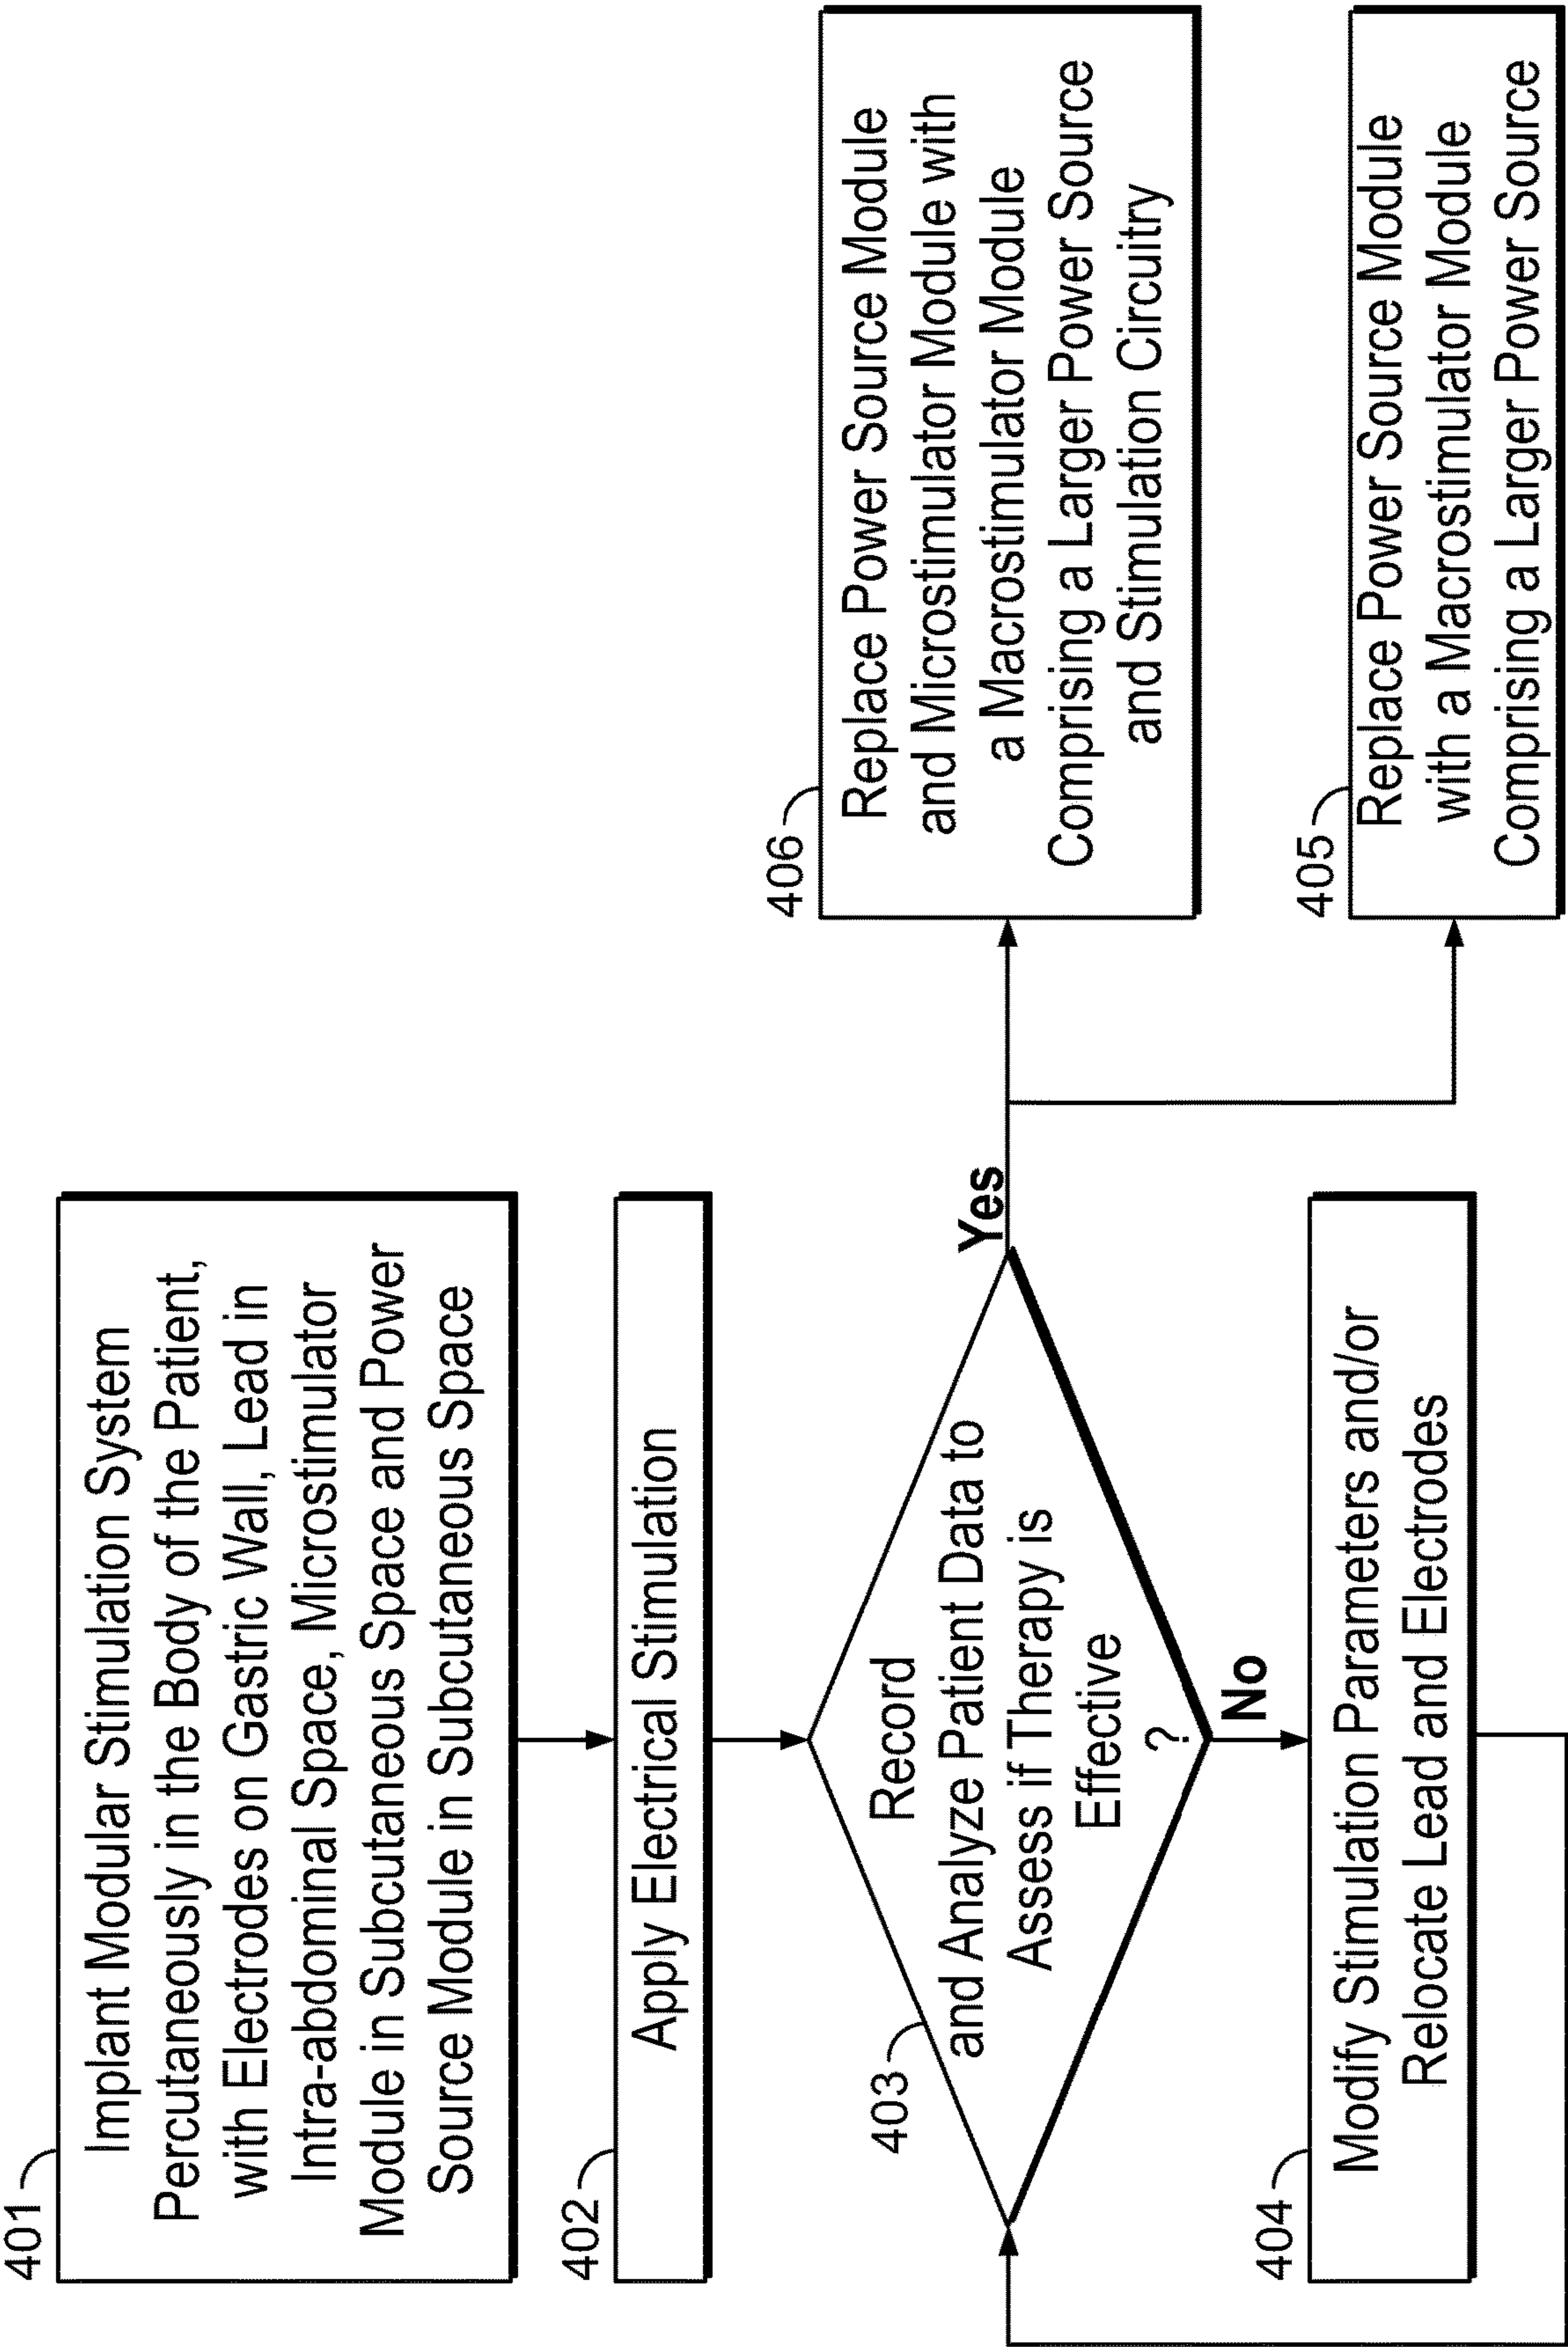 401
Implant Modular Stimulation System
Percutaneously in the Body of the Patient,
with Electrodes on Gastric Wall, Lead in
Intra-abdominal Space, Microstimulator
Module in Subcutaneous Space and Power
Source Module in Subcutaneous Space
402
Apply Electrical Stimulation
403
Record
and Analyze Patient Data to
Assess if Therapy is
Effective
?
Yes
No
404
Modify Stimulation Parameters and/or
Relocate Lead and Electrodes
406
Replace Power Source Module
and Microstimulator Module with
a Macrostimulator Module
Comprising a Larger Power Source
and Stimulation Circuitry
405
Replace Power Source Module
with a Macrostimulator Module
Comprising a Larger Power Source